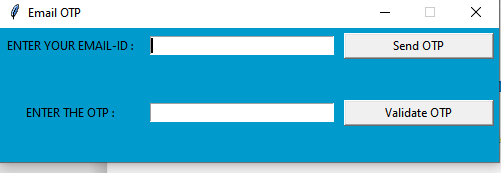 Email OTP
ENTER YOUR EMAIL-ID : Send OTP
ENTER THE OTP : Validate OTP